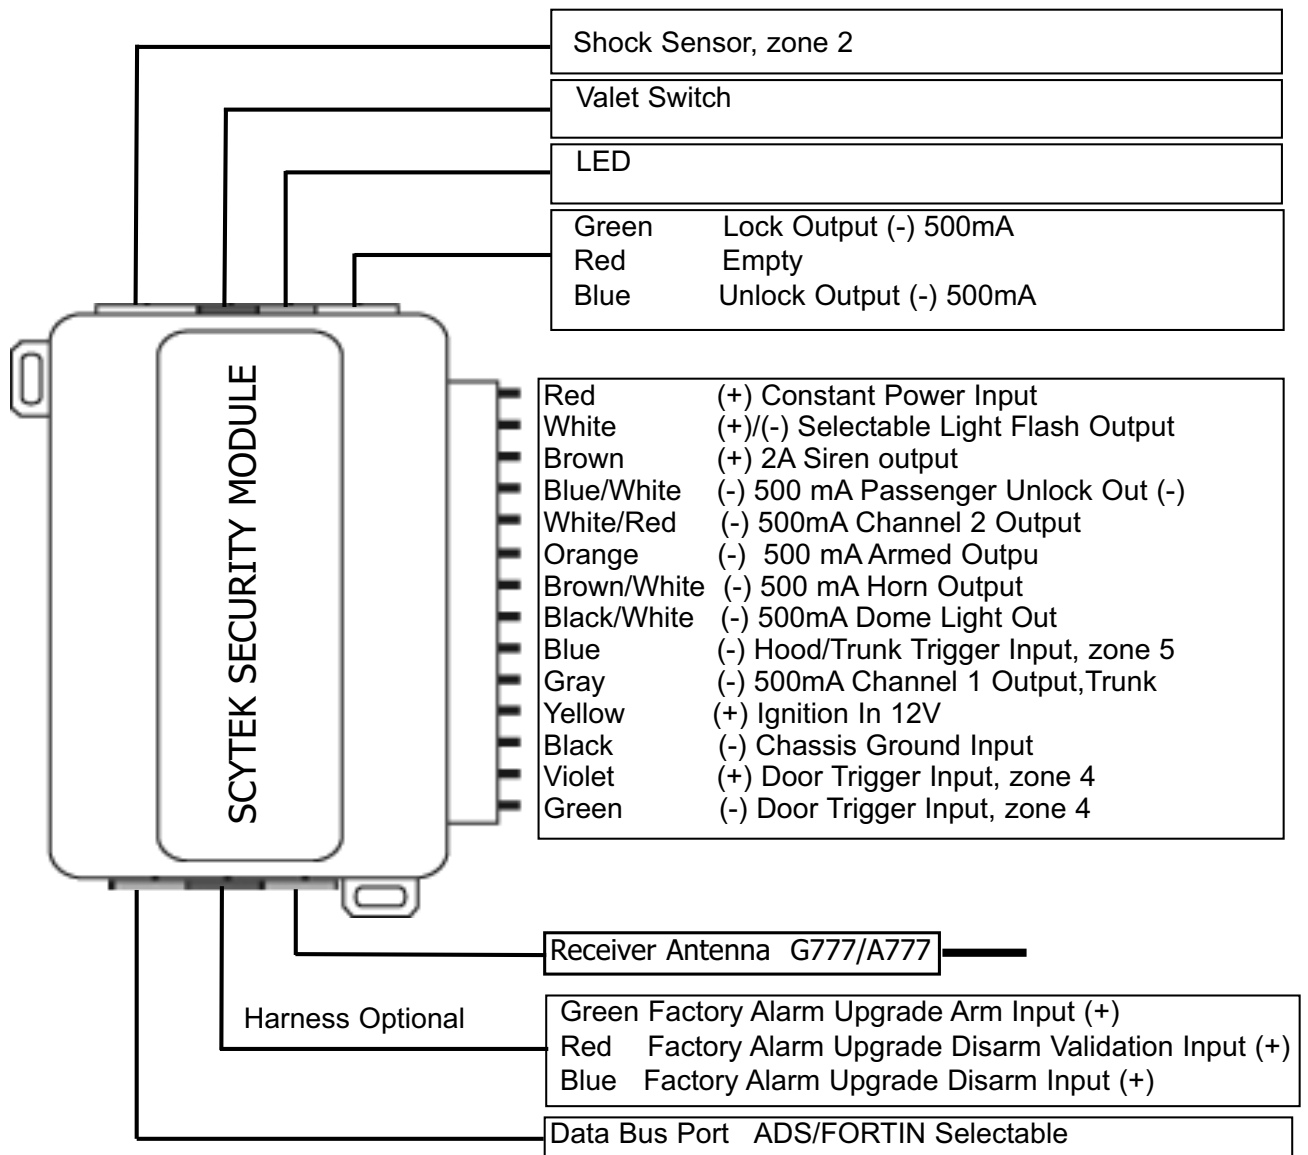 Shock Sensor, zone 2
Valet Switch
LED
Green Lock Output (-) 500mA
Red Empty
Blue Unlock Output (-) 500mA
SCYTEK SECURITY MODULE
Red (+) Constant Power Input
White (+)/(-) Selectable Light Flash Output
Brown (+) 2A Siren output
Blue/White (-) 500 mA Passenger Unlock Out (-)
White/Red (-) 500mA Channel 2 Output
Orange (-) 500 mA Armed Outpu
Brown/White (-) 500 mA Horn Output
Black/White (-) 500mA Dome Light Out
Blue (-) Hood/Trunk Trigger Input, zone 5
Gray (-) 500mA Channel 1 Output,Trunk
Yellow (+) Ignition In 12V
Black (-) Chassis Ground Input
Violet (+) Door Trigger Input, zone 4
Green (-) Door Trigger Input, zone 4
Receiver Antenna G777/A777
Harness Optional
Green Factory Alarm Upgrade Arm Input (+)
Red Factory Alarm Upgrade Disarm Validation Input (+)
Blue Factory Alarm Upgrade Disarm Input (+)
Data Bus Port ADS/FORTIN Selectable